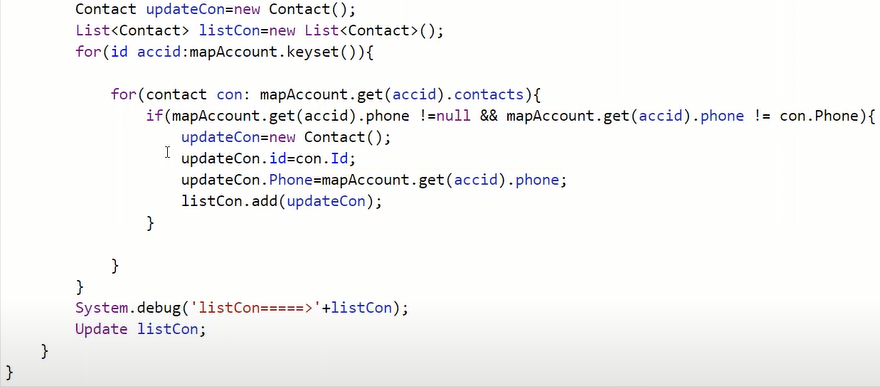 Contact updateCon=new Contact();
List<Contact> listCon=new List<Contact>();
for(id accid:mapAccount.keyset()){
for(contact con: mapAccount.get(accid).contacts){
if(mapAccount.get(accid).phone !=null && mapAccount.get(accid).phone != con.Phone){
updateCon=new Contact();
updateCon.id=con.Id;
updateCon.Phone=mapAccount.get(accid).phone;
listCon.add(updateCon);
}
}
}
System.debug('listCon=====>'+listCon);
Update listCon;
}
}